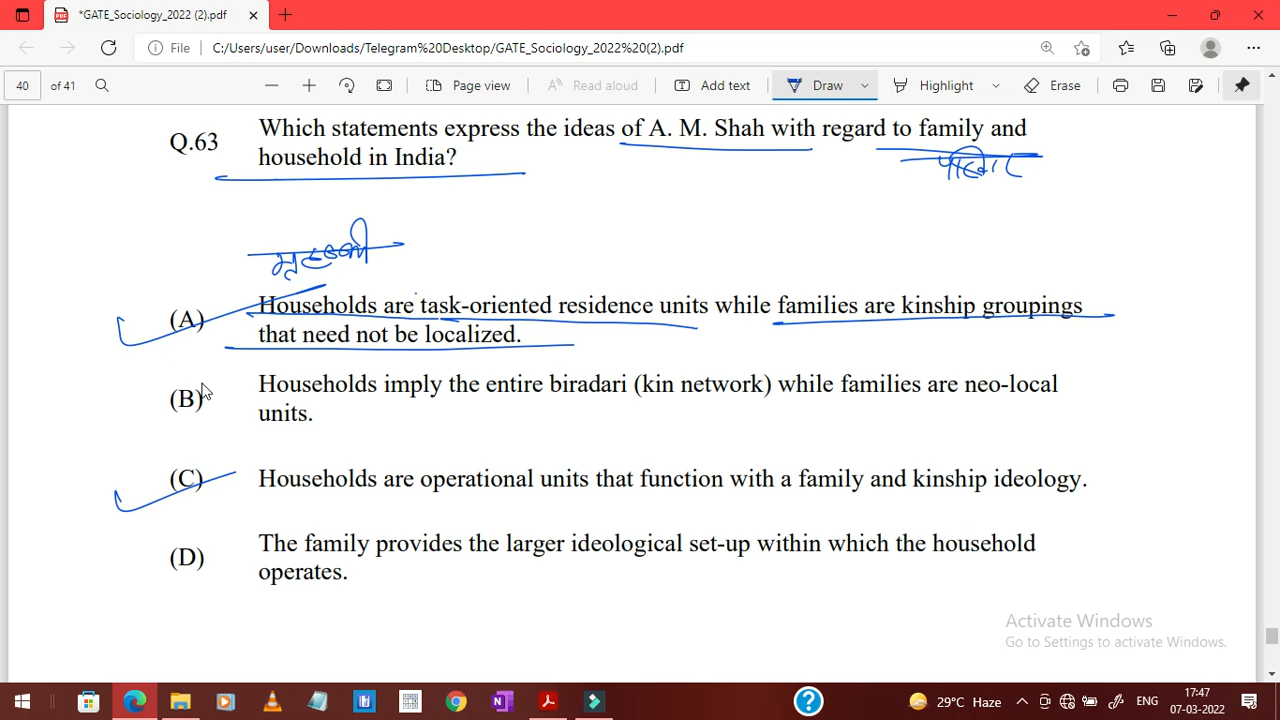 *GATE_Sociology_2022 (2).pdf
File C:/Users/user/Downloads/Telegram%20Desktop/GATE_Sociology_2022%20(2).pdf
40 of 41 Page view Read aloud Add text Draw Highlight Erase
Q.63 Which statements express the ideas of A. M. Shah with regard to family and
household in India?
परिवार
(A) Households are task-oriented residence units while families are kinship groupings
that need not be localized.
(B) Households imply the entire biradari (kin network) while families are neo-local
units.
(C) Households are operational units that function with a family and kinship ideology.
(D) The family provides the larger ideological set-up within which the household
operates.
Activate Windows
Go to Settings to activate Windows.
29°C Haze ENG 17:47
07-03-2022